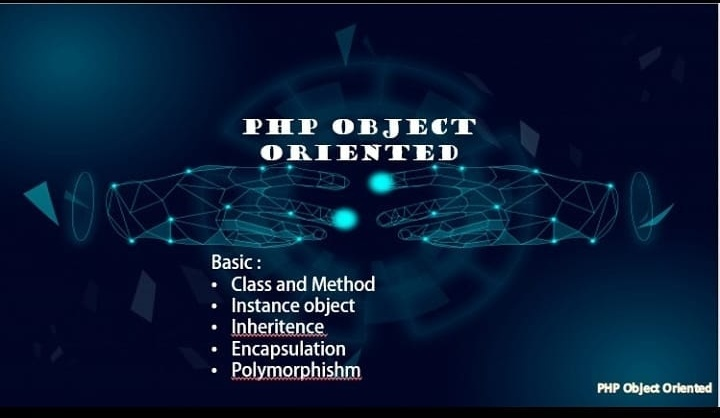 PHP OBJECT
ORIENTED
Basic :
• Class and Method
• Instance object
• Inheritence
• Encapsulation
• Polymorphishm
PHP Object Oriented